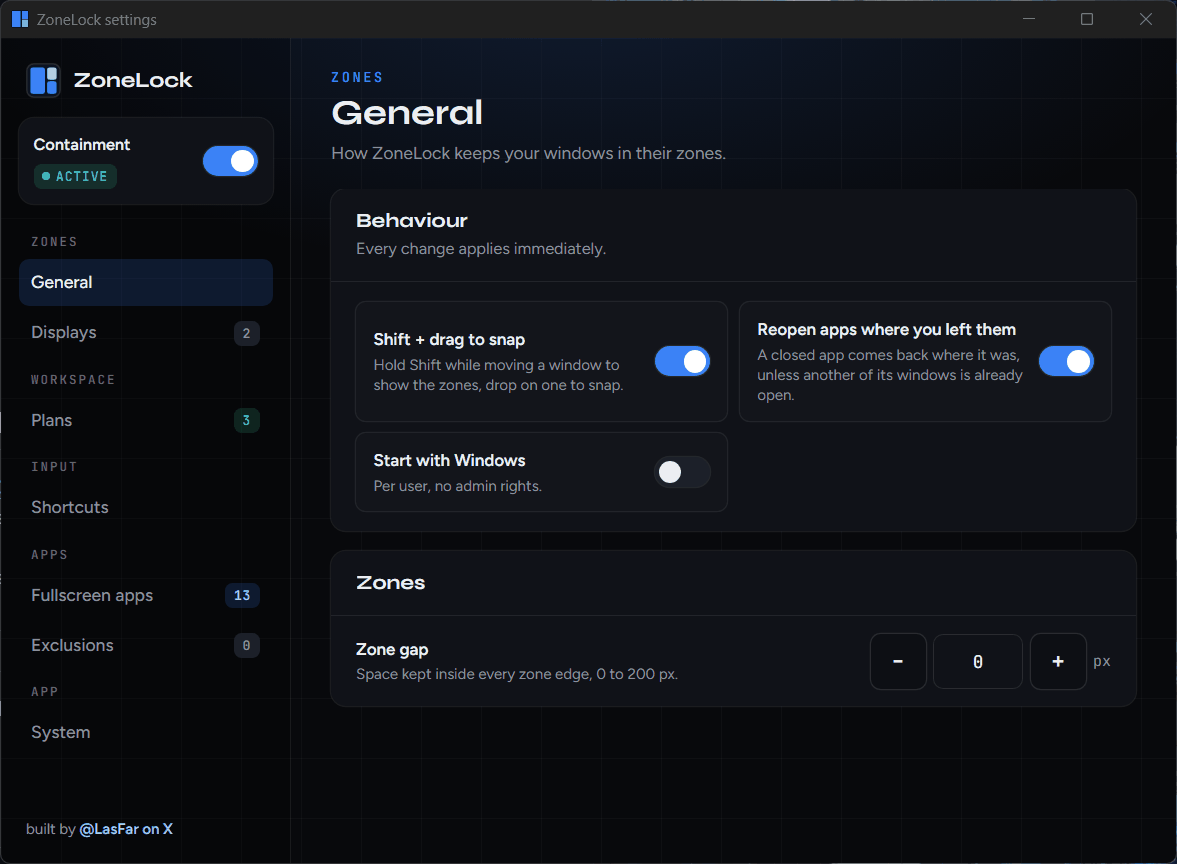 ZoneLock settings
ZoneLock
Containment
ACTIVE
ZONES
General
Displays 2
WORKSPACE
Plans 3
INPUT
Shortcuts
APPS
Fullscreen apps 13
Exclusions 0
APP
System
built by @LasFar on X
ZONES
General
How ZoneLock keeps your windows in their zones.
Behaviour
Every change applies immediately.
Shift + drag to snap
Hold Shift while moving a window to
show the zones, drop on one to snap.
Reopen apps where you left them
A closed app comes back where it was,
unless another of its windows is already
open.
Start with Windows
Per user, no admin rights.
Zones
Zone gap
Space kept inside every zone edge, 0 to 200 px.
- 0 + px